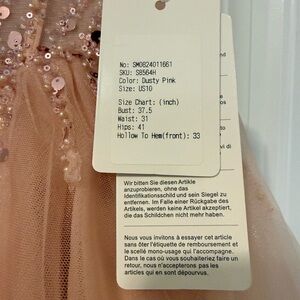 No: SM0824011661
SKU: S8564H
Color: Dusty Pink
Size: US10
Size Chart: (inch)
Bust: 37.5
Waist: 31
Hips: 41
Hollow To Hem(front): 33
Wir bitten Sie diesen Artikel
anzuprobieren, ohne das
Identifikationsschild und sein Siegel zu
entfernen. Im Falle einer Rückgabe des
Artikels, werden keine Artikel akzeptiert,
die das Schildchen nicht mehr haben.
Nous vous invitons à essayer cet article
sans ôter l'étiquette de remboursement et
le scellé mono-usage qui l'accompagnent.
Dans le cas où vous souhaiteriez faire un
retour, nous n'accepterons pas les
articles qui en sont dépourvus.